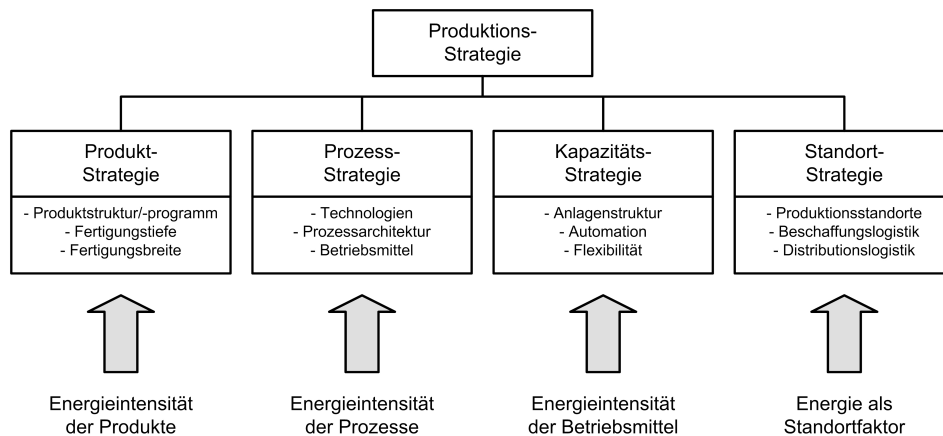 Produktions-
Strategie
Produkt-
Strategie
- Produktstruktur/-programm
- Fertigungstiefe
- Fertigungsbreite
Prozess-
Strategie
- Technologien
- Prozessarchitektur
- Betriebsmittel
Kapazitäts-
Strategie
- Anlagenstruktur
- Automation
- Flexibilität
Standort-
Strategie
- Produktionsstandorte
- Beschaffungslogistik
- Distributionslogistik
Energieintensität
der Produkte
Energieintensität
der Prozesse
Energieintensität
der Betriebsmittel
Energie als
Standortfaktor